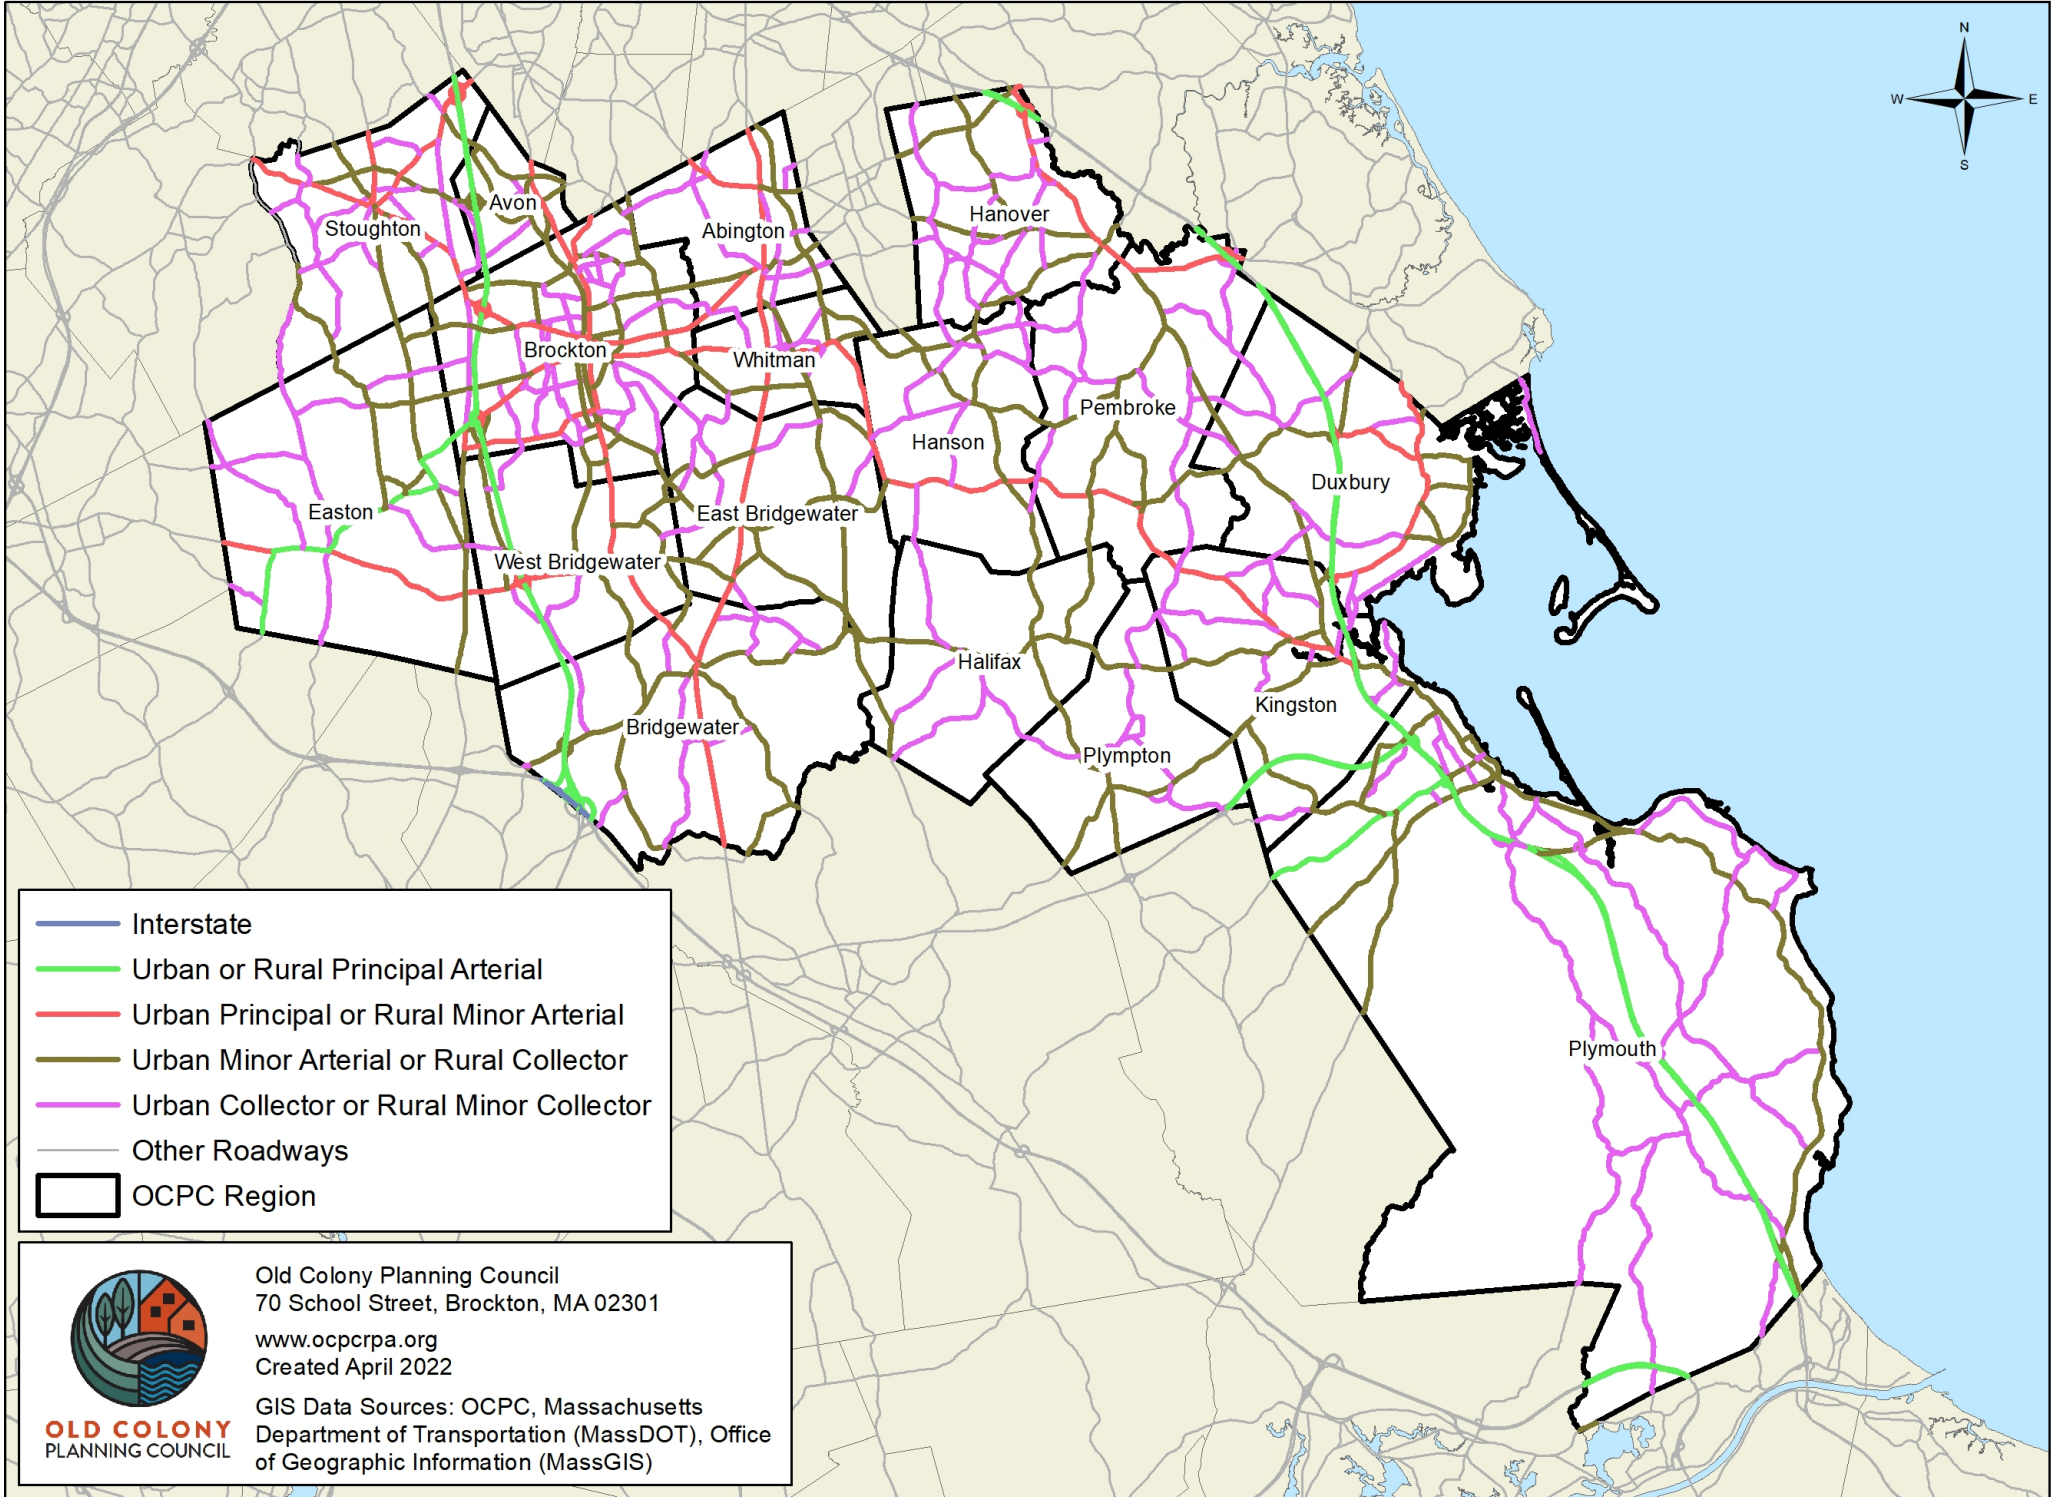 N
W E
S
Avon
Stoughton
Abington
Hanover
Brockton
Whitman
Pembroke
Hanson
Duxbury
Easton
East Bridgewater
West Bridgewater
Halifax
Kingston
Bridgewater
Plympton
Plymouth
Interstate
Urban or Rural Principal Arterial
Urban Principal or Rural Minor Arterial
Urban Minor Arterial or Rural Collector
Urban Collector or Rural Minor Collector
Other Roadways
OCPC Region
OLD COLONY
PLANNING COUNCIL
Old Colony Planning Council
70 School Street, Brockton, MA 02301
www.ocpcrpa.org
Created April 2022
GIS Data Sources: OCPC, Massachusetts
Department of Transportation (MassDOT), Office
of Geographic Information (MassGIS)